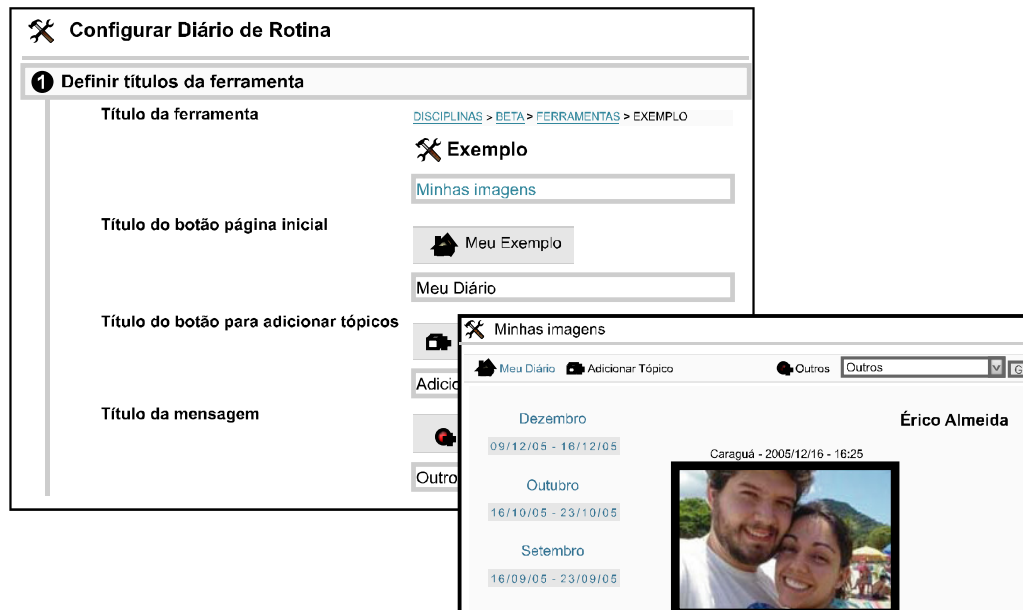 Configurar Diário de Rotina
1 Definir títulos da ferramenta
Título da ferramenta
DISCIPLINAS > BETA > FERRAMENTAS > EXEMPLO
Exemplo
Minhas imagens
Título do botão página inicial
Meu Exemplo
Meu Diário
Título do botão para adicionar tópicos
Adicio
Título da mensagem
Outro
Minhas imagens
Meu Diário Adicionar Tópico Outros Outros G
Dezembro
09/12/05 - 16/12/05
Outubro
16/10/05 - 23/10/05
Setembro
16/09/05 - 23/09/05
Érico Almeida
Caraguá - 2005/12/16 - 16:25